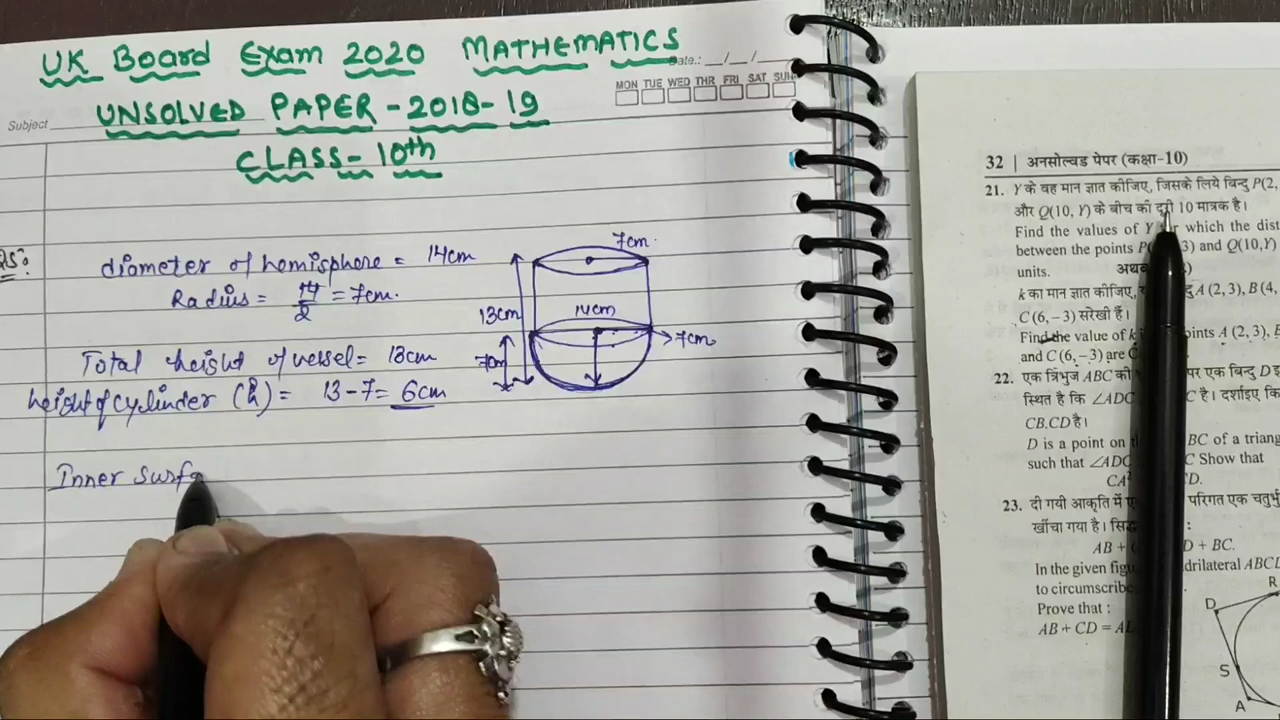 UK Board Exam 2020 MATHEMATICS
Date.: __/__/__
MON TUE WED THR FRI SAT SUN
Subject
UNSOLVED PAPER - 2018-19
CLASS - 10th
25:
diameter of hemisphere = 14cm
Radius = 14/2 = 7cm.
Total height of vessel = 13cm
height of cylinder (h) = 13-7 = 6cm
Inner Surfa
7cm.
13cm
14cm
7cm
7cm
32 | अनसोल्वड पेपर (कक्षा-10)
21. Y के वह मान ज्ञात कीजिए, जिसके लिये बिन्दु P(2,
और Q(10, Y) के बीच की दूरी 10 मात्रक है।
Find the values of Y which the dist
between the points P 3) and Q(10,Y)
units.
k का मान ज्ञात कीजिए, A (2, 3), B (4,
C (6, –3) सरेखी हैं।
Find the value of k oints A (2, 3), B
and C (6, –3) are
22. एक त्रिभुज ABC की पर एक बिन्दु D इ
स्थित है कि ∠ADC C है। दर्शाइए कि
CB.CD है।
D is a point on BC of a triang
such that ∠ADC C Show that
CA CD.
23. दी गयी आकृति में परिगत एक चतुर्भु
खींचा गया है। :
AB + D + BC.
In the given figu drilateral ABCD
to circumscribe
Prove that :
AB + CD =
D
R
S
A